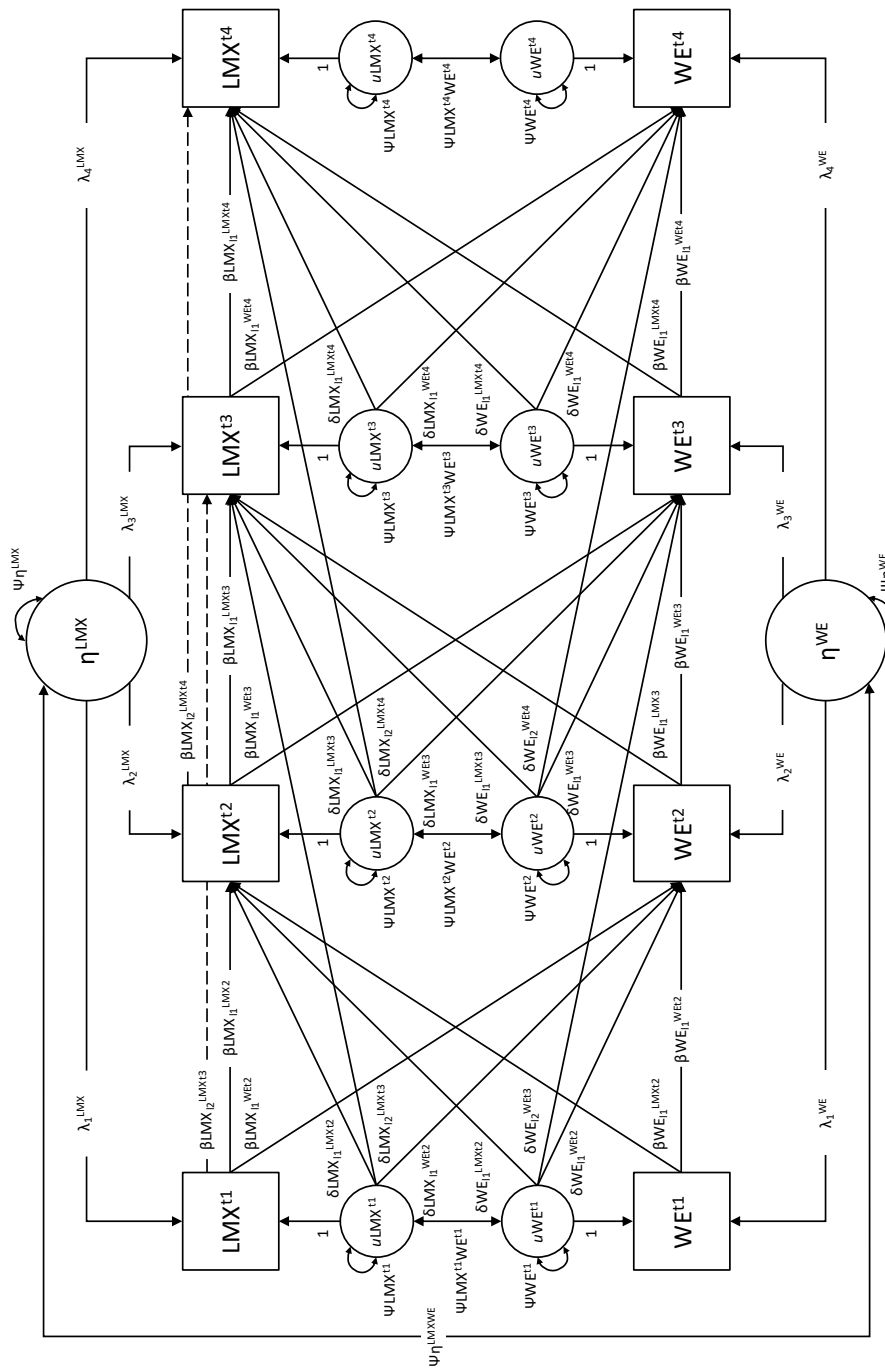 Ψη^LMX
η^LMX
λ₁^LMX
λ₂^LMX
λ₃^LMX
λ₄^LMX
βLMX_l2^LMXt3
βLMX_l2^LMXt4
LMX^t1
LMX^t2
LMX^t3
LMX^t4
βLMX_l1^LMX2
βLMX_l1^LMXt3
βLMX_l1^LMXt4
βLMX_l1^WEt2
βLMX_l1^WEt3
βLMX_l1^WEt4
1
1
1
1
δLMX_l1^LMXt2
δLMX_l1^LMXt3
δLMX_l1^LMXt4
uLMX^t1
uLMX^t2
uLMX^t3
uLMX^t4
ΨLMX^t1
ΨLMX^t2
ΨLMX^t3
ΨLMX^t4
δLMX_l2^LMXt3
δLMX_l2^LMXt4
δLMX_l1^WEt2
δLMX_l1^WEt3
δLMX_l1^WEt4
Ψη^LMXWE
ΨLMX^t1WE^t1
ΨLMX^t2WE^t2
ΨLMX^t3WE^t3
ΨLMX^t4WE^t4
δWE_l1^LMXt2
δWE_l1^LMXt3
δWE_l1^LMXt4
δWE_l2^WEt3
δWE_l2^WEt4
ΨWE^t1
ΨWE^t2
ΨWE^t3
ΨWE^t4
uWE^t1
uWE^t2
uWE^t3
uWE^t4
δWE_l1^WEt2
δWE_l1^WEt3
δWE_l1^WEt4
1
1
1
1
βWE_l1^LMXt2
βWE_l1^LMX3
βWE_l1^LMXt4
βWE_l1^WEt2
βWE_l1^WEt3
βWE_l1^WEt4
WE^t1
WE^t2
WE^t3
WE^t4
λ₁^WE
λ₂^WE
λ₃^WE
λ₄^WE
η^WE